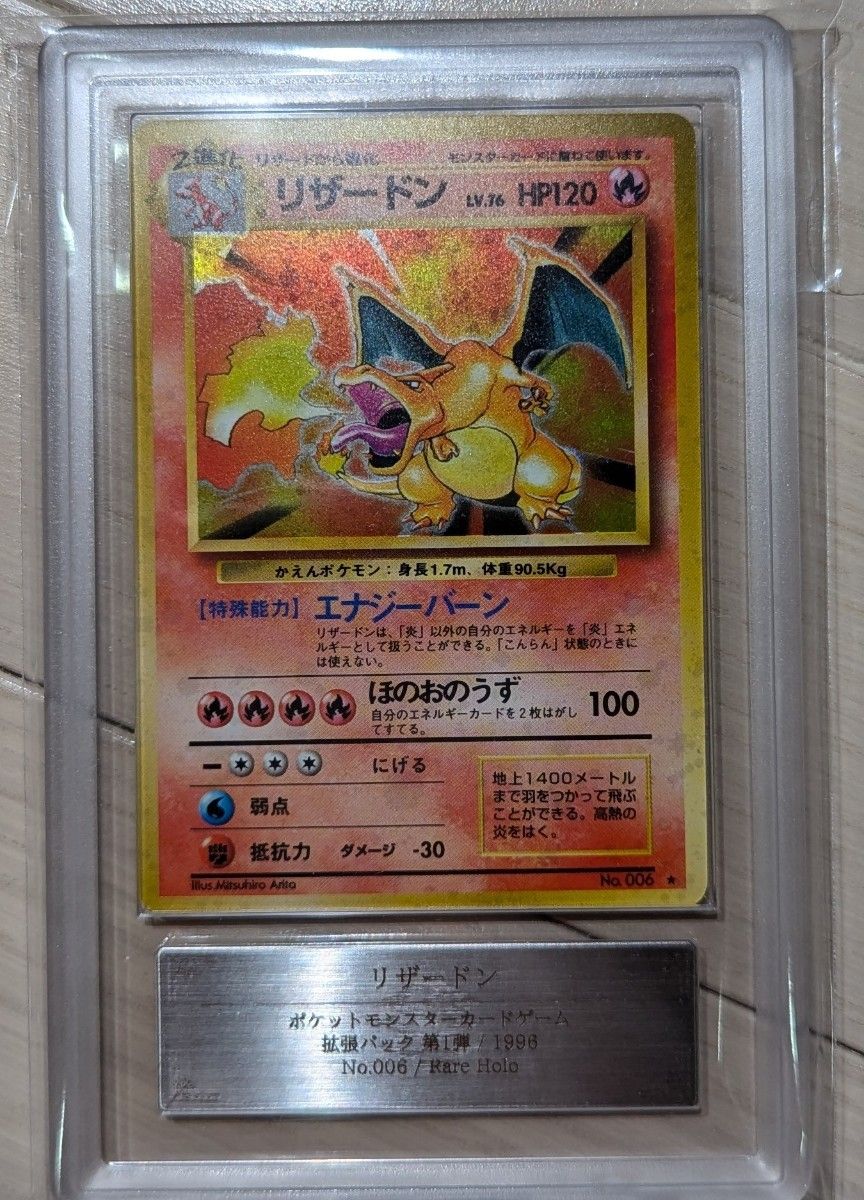 2進化 リザードから進化 モンスターカードに重ねて使います。
リザードン LV.76 HP120
かえんポケモン：身長1.7m、体重90.5Kg
【特殊能力】エナジーバーン
リザードンは、「炎」以外の自分のエネルギーを「炎」エネ
ルギーとして扱うことができる。「こんらん」状態のときに
は使えない。
ほのおのうず 100
自分のエネルギーカードを2枚はがし
てすてる。
にげる
弱点
抵抗力 ダメージ -30
地上1400メートル
まで羽をつかって飛ぶ
ことができる。高熱の
炎をはく。
Illus.Mitsuhiro Arita No. 006 ★
リザードン
ポケットモンスターカードゲーム
拡張パック 第1弾 / 1996
No.006 / Rare Holo